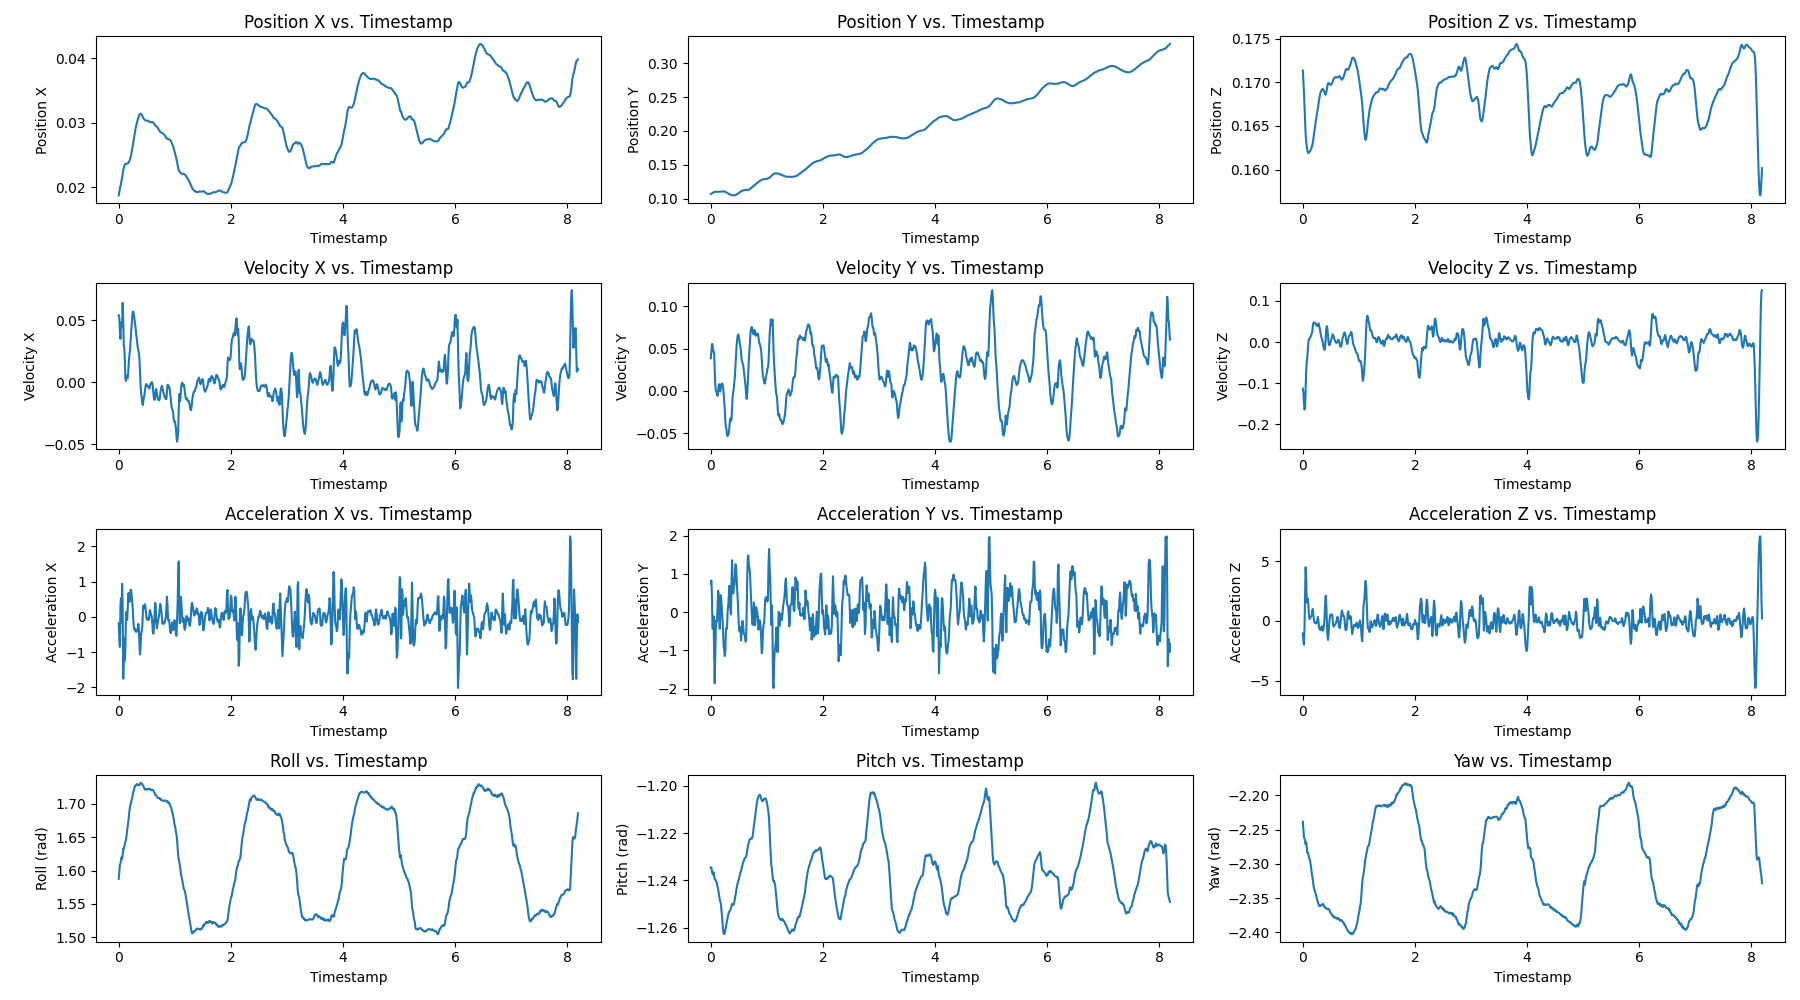 Position X vs. Timestamp
Position X
0.04
0.03
0.02
0 2 4 6 8
Timestamp
Position Y vs. Timestamp
Position Y
0.30
0.25
0.20
0.15
0.10
0 2 4 6 8
Timestamp
Position Z vs. Timestamp
Position Z
0.175
0.170
0.165
0.160
0 2 4 6 8
Timestamp
Velocity X vs. Timestamp
Velocity X
0.05
0.00
−0.05
0 2 4 6 8
Timestamp
Velocity Y vs. Timestamp
Velocity Y
0.10
0.05
0.00
−0.05
0 2 4 6 8
Timestamp
Velocity Z vs. Timestamp
Velocity Z
0.1
0.0
−0.1
−0.2
0 2 4 6 8
Timestamp
Acceleration X vs. Timestamp
Acceleration X
2
1
0
−1
−2
0 2 4 6 8
Timestamp
Acceleration Y vs. Timestamp
Acceleration Y
2
1
0
−1
−2
0 2 4 6 8
Timestamp
Acceleration Z vs. Timestamp
Acceleration Z
5
0
−5
0 2 4 6 8
Timestamp
Roll vs. Timestamp
Roll (rad)
1.70
1.65
1.60
1.55
1.50
0 2 4 6 8
Timestamp
Pitch vs. Timestamp
Pitch (rad)
−1.20
−1.22
−1.24
−1.26
0 2 4 6 8
Timestamp
Yaw vs. Timestamp
Yaw (rad)
−2.20
−2.25
−2.30
−2.35
−2.40
0 2 4 6 8
Timestamp